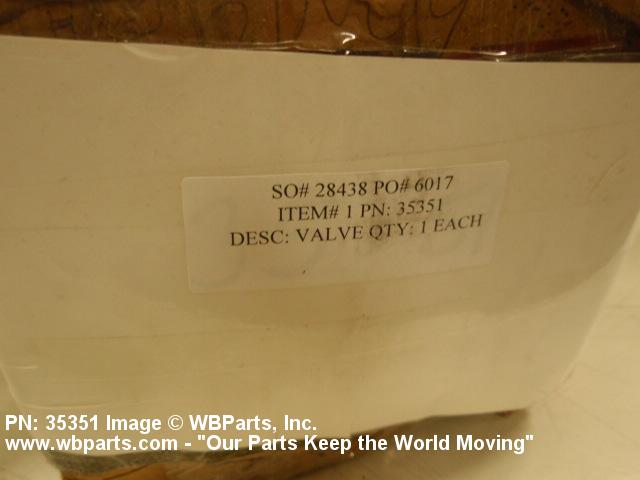 SO# 28438 PO# 6017
ITEM# 1 PN: 35351
DESC: VALVE QTY: 1 EACH
PN: 35351 Image © WBParts, Inc.
www.wbparts.com - "Our Parts Keep the World Moving"